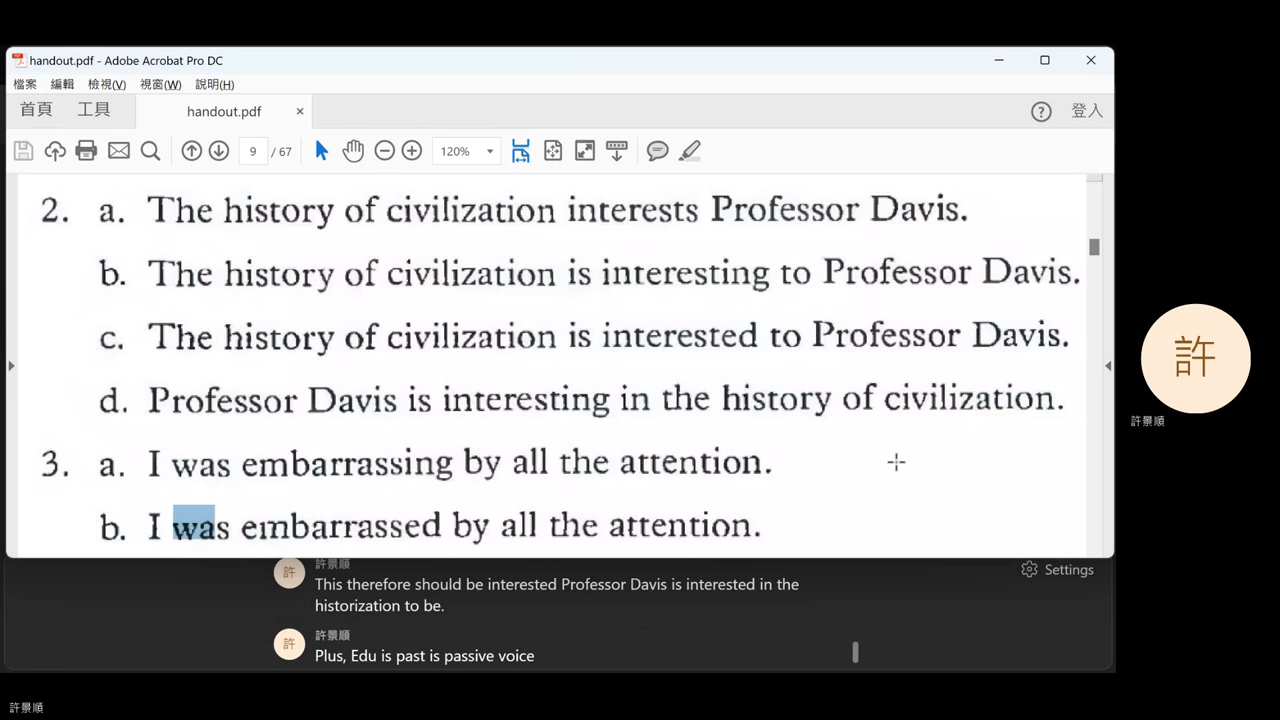 handout.pdf - Adobe Acrobat Pro DC
檔案 編輯 檢視(V) 視窗(W) 說明(H)
首頁 工具 handout.pdf × ? 登入
9 / 67 120%
2. a. The history of civilization interests Professor Davis.
b. The history of civilization is interesting to Professor Davis.
c. The history of civilization is interested to Professor Davis.
d. Professor Davis is interesting in the history of civilization.
3. a. I was embarrassing by all the attention.
b. I was embarrassed by all the attention.
許
許景順
許 許景順
Settings
This therefore should be interested Professor Davis is interested in the
historization to be.
許 許景順
Plus, Edu is past is passive voice
許景順